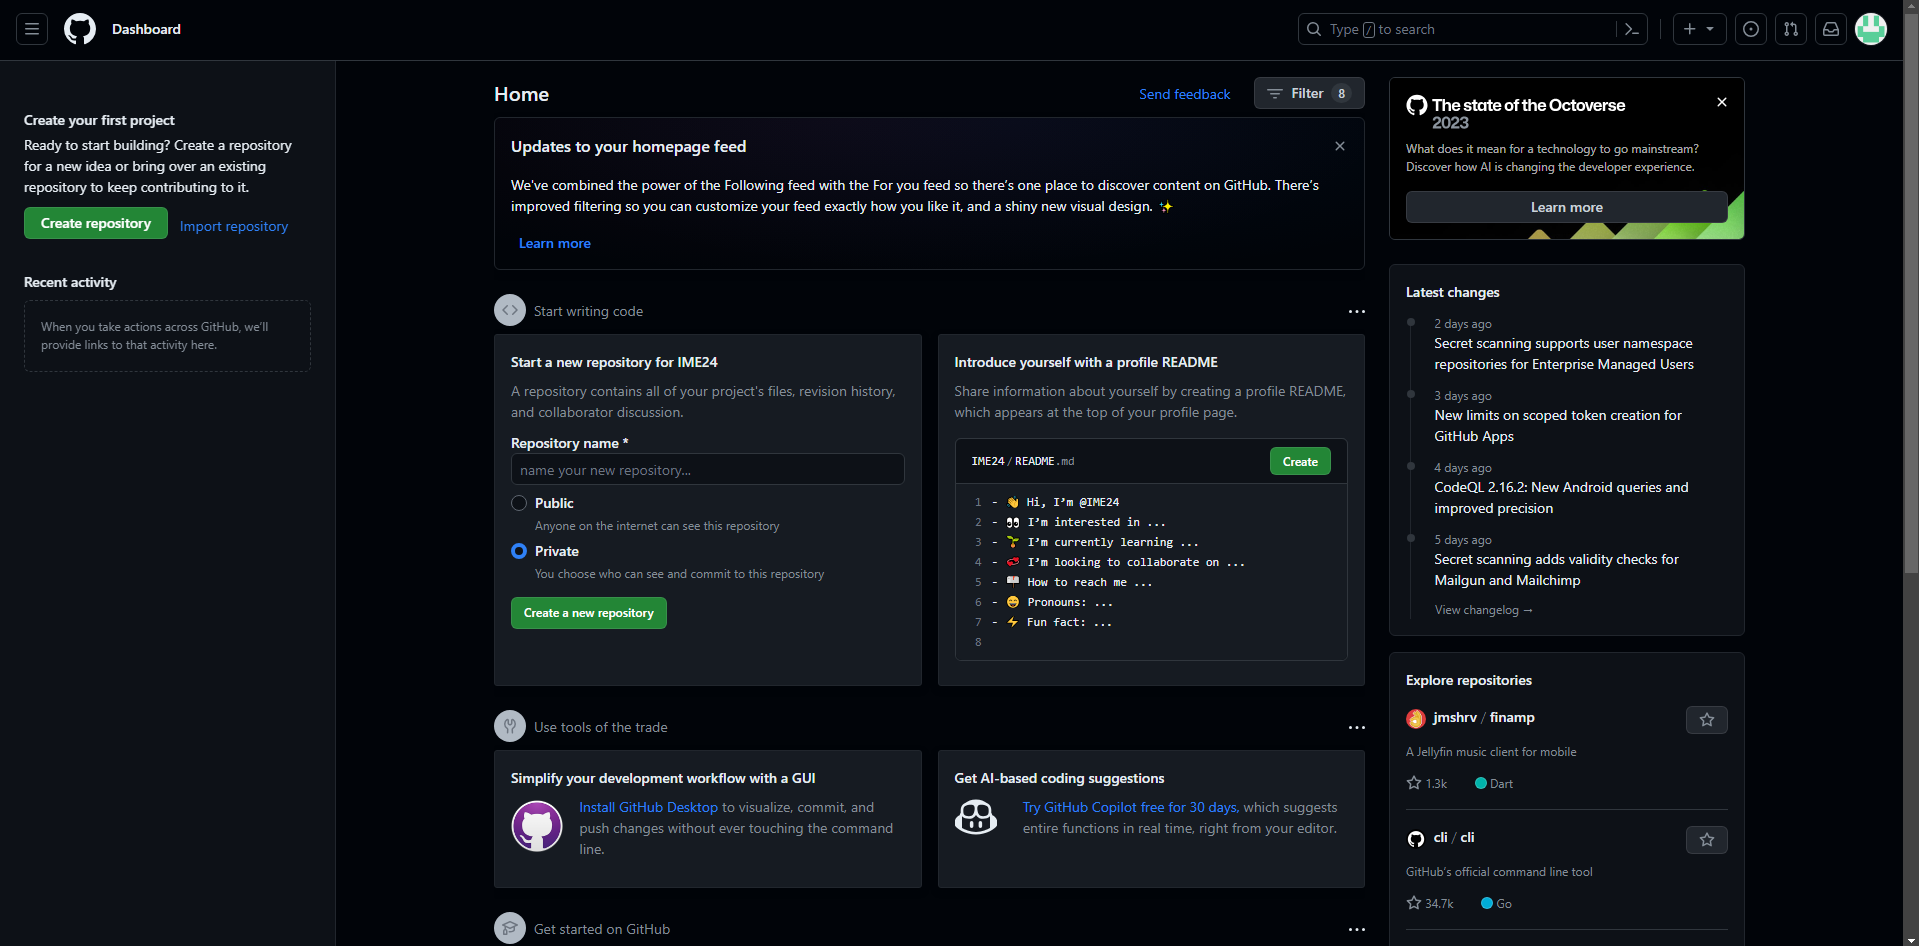 Dashboard
Type / to search
Create your first project
Ready to start building? Create a repository
for a new idea or bring over an existing
repository to keep contributing to it.
Create repository
Import repository
Recent activity
When you take actions across GitHub, we'll
provide links to that activity here.
Home
Send feedback
Filter 8
Updates to your homepage feed
We've combined the power of the Following feed with the For you feed so there's one place to discover content on GitHub. There's
improved filtering so you can customize your feed exactly how you like it, and a shiny new visual design. ✨
Learn more
Start writing code
Start a new repository for IME24
A repository contains all of your project's files, revision history,
and collaborator discussion.
Repository name *
name your new repository...
Public
Anyone on the internet can see this repository
Private
You choose who can see and commit to this repository
Create a new repository
Introduce yourself with a profile README
Share information about yourself by creating a profile README,
which appears at the top of your profile page.
IME24 / README.md
Create
1 - 👋 Hi, I'm @IME24
2 - 👀 I'm interested in ...
3 - 🌱 I'm currently learning ...
4 - 💞️ I'm looking to collaborate on ...
5 - 📫 How to reach me ...
6 - 😄 Pronouns: ...
7 - ⚡ Fun fact: ...
8
Use tools of the trade
Simplify your development workflow with a GUI
Install GitHub Desktop to visualize, commit, and
push changes without ever touching the command
line.
Get AI-based coding suggestions
Try GitHub Copilot free for 30 days, which suggests
entire functions in real time, right from your editor.
Get started on GitHub
The state of the Octoverse
2023
What does it mean for a technology to go mainstream?
Discover how AI is changing the developer experience.
Learn more
Latest changes
2 days ago
Secret scanning supports user namespace
repositories for Enterprise Managed Users
3 days ago
New limits on scoped token creation for
GitHub Apps
4 days ago
CodeQL 2.16.2: New Android queries and
improved precision
5 days ago
Secret scanning adds validity checks for
Mailgun and Mailchimp
View changelog →
Explore repositories
jmshrv / finamp
A Jellyfin music client for mobile
1.3k Dart
cli / cli
GitHub's official command line tool
34.7k Go